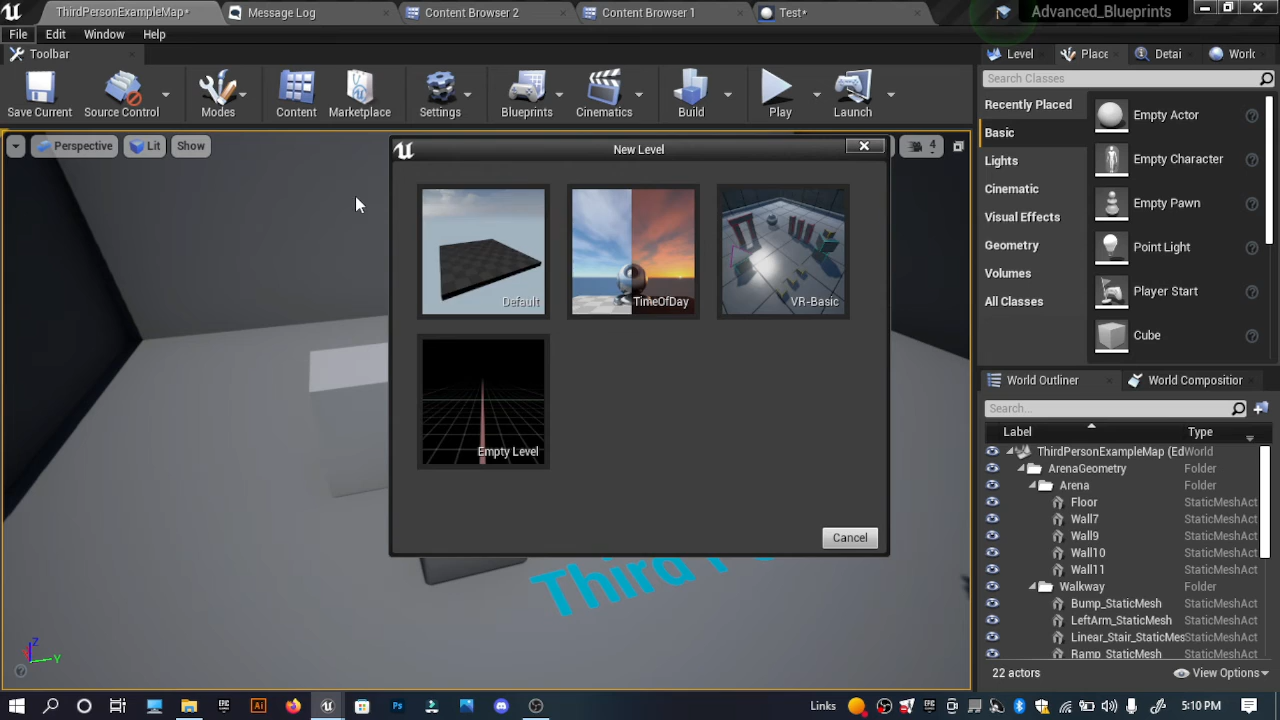 ThirdPersonExampleMap*
Message Log
Content Browser 2
Content Browser 1
Test*
Advanced_Blueprints
File
Edit
Window
Help
Toolbar
Level
Place
Detai
Work
Save Current
Source Control
Modes
Content
Marketplace
Settings
Blueprints
Cinematics
Build
Play
Launch
Search Classes
Recently Placed
Basic
Lights
Cinematic
Visual Effects
Geometry
Volumes
All Classes
Empty Actor
Empty Character
Empty Pawn
Point Light
Player Start
Cube
Perspective
Lit
Show
4
New Level
Default
TimeOfDay
VR-Basic
Empty Level
Cancel
Third
Z
Y
World Outliner
World Compositior
Search...
Label
Type
ThirdPersonExampleMap (Ed
World
ArenaGeometry
Folder
Arena
Folder
Floor
StaticMeshAct
Wall7
StaticMeshAct
Wall9
StaticMeshAct
Wall10
StaticMeshAct
Wall11
StaticMeshAct
Walkway
Folder
Bump_StaticMesh
StaticMeshAct
LeftArm_StaticMesh
StaticMeshAct
Linear_Stair_StaticMes
StaticMeshAct
Ramp_StaticMesh
StaticMeshAct
22 actors
View Options
Links
5:10 PM